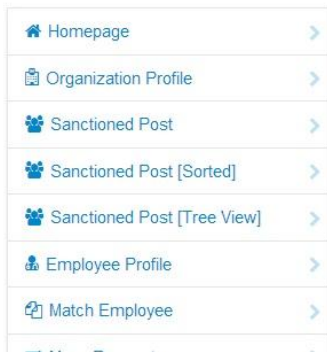 Homepage
Organization Profile
Sanctioned Post
Sanctioned Post [Sorted]
Sanctioned Post [Tree View]
Employee Profile
Match Employee